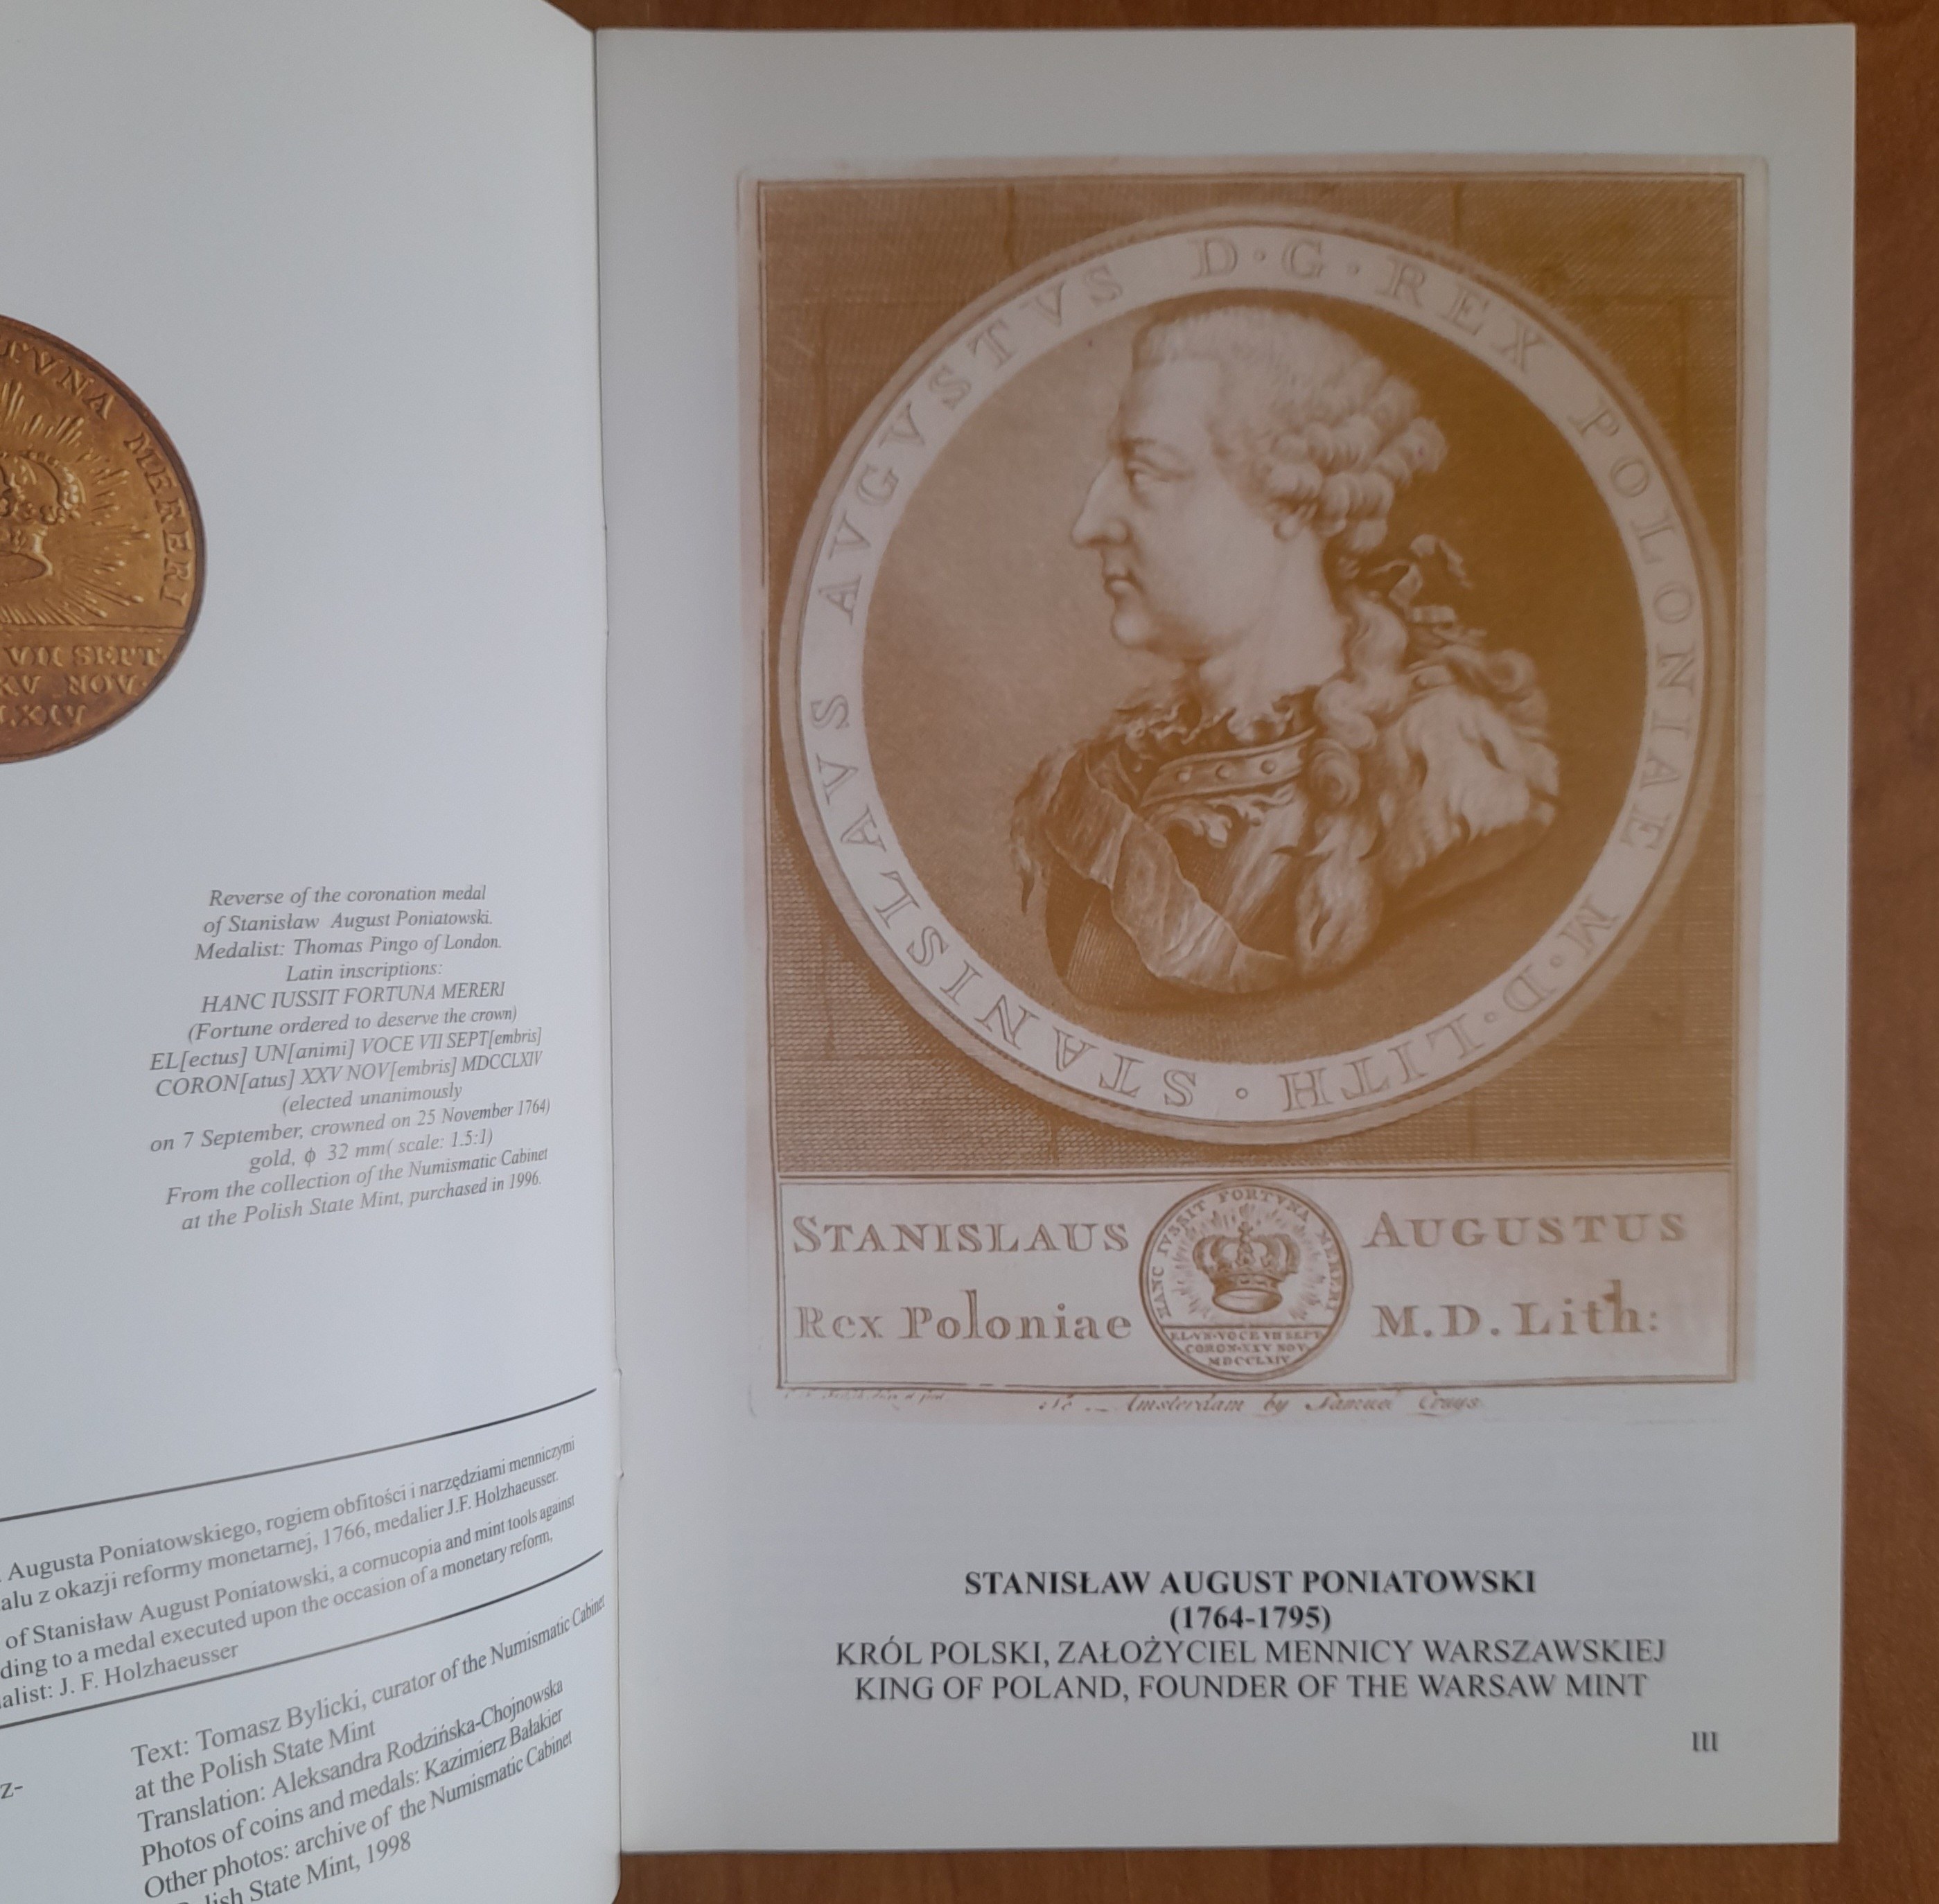 TVNA MERERI
VII SEPT.
XV NOV.
LXIV
Reverse of the coronation medal
of Stanisław August Poniatowski.
Medalist: Thomas Pingo of London.
Latin inscriptions:
HANC IUSSIT FORTUNA MERERI
(Fortune ordered to deserve the crown)
EL[ectus] UN[animi] VOCE VII SEPT[embris]
CORON[atus] XXV NOV[embris] MDCCLXIV
(elected unanimously
on 7 September, crowned on 25 November 1764)
gold, ϕ 32 mm( scale: 1.5:1)
From the collection of the Numismatic Cabinet
at the Polish State Mint, purchased in 1996.
Augusta Poniatowskiego, rogiem obfitości i narzędziami menniczymi
alu z okazji reformy monetarnej, 1766, medalier J.F. Holzhaeusser.
of Stanisław August Poniatowski, a cornucopia and mint tools against
ding to a medal executed upon the occasion of a monetary reform,
alist: J. F. Holzhaeusser
z-
Text: Tomasz Bylicki, curator of the Numismatic Cabinet
at the Polish State Mint
Translation: Aleksandra Rodzińska-Chojnowska
Photos of coins and medals: Kazimierz Bałakier
Other photos: archive of the Numismatic Cabinet
lish State Mint, 1998
STANISLAVS AVGVSTVS D·G·REX POLONIAE M·D·LITH·
STANISLAUS AUGUSTUS
Rex Poloniae M.D.Lith:
HANC IVSSIT FORTVNA MERERI
EL·VN·VOCE VII SEPT
CORON·XXV NOV·
MDCCLXIV
Amsterdam by Samuel Cruys
STANISŁAW AUGUST PONIATOWSKI
(1764-1795)
KRÓL POLSKI, ZAŁOŻYCIEL MENNICY WARSZAWSKIEJ
KING OF POLAND, FOUNDER OF THE WARSAW MINT
III